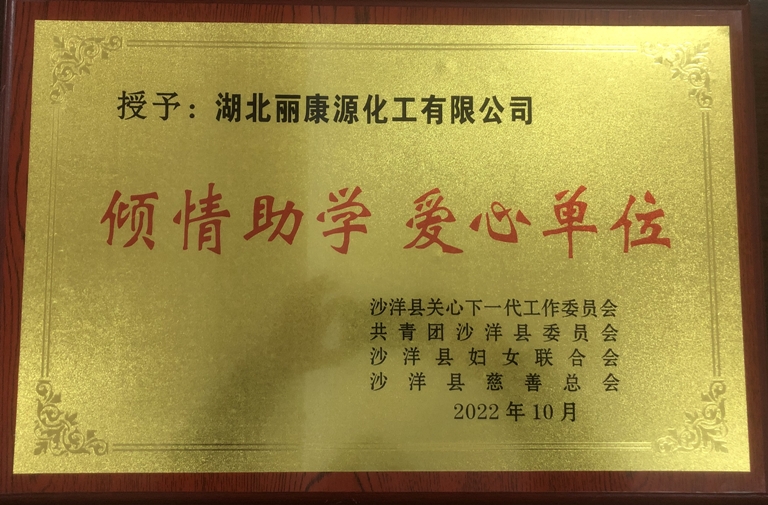 授予：湖北丽康源化工有限公司
倾情助学 爱心单位
沙洋县关心下一代工作委员会
共青团沙洋县委员会
沙洋县妇女联合会
沙洋县慈善总会
2022年10月